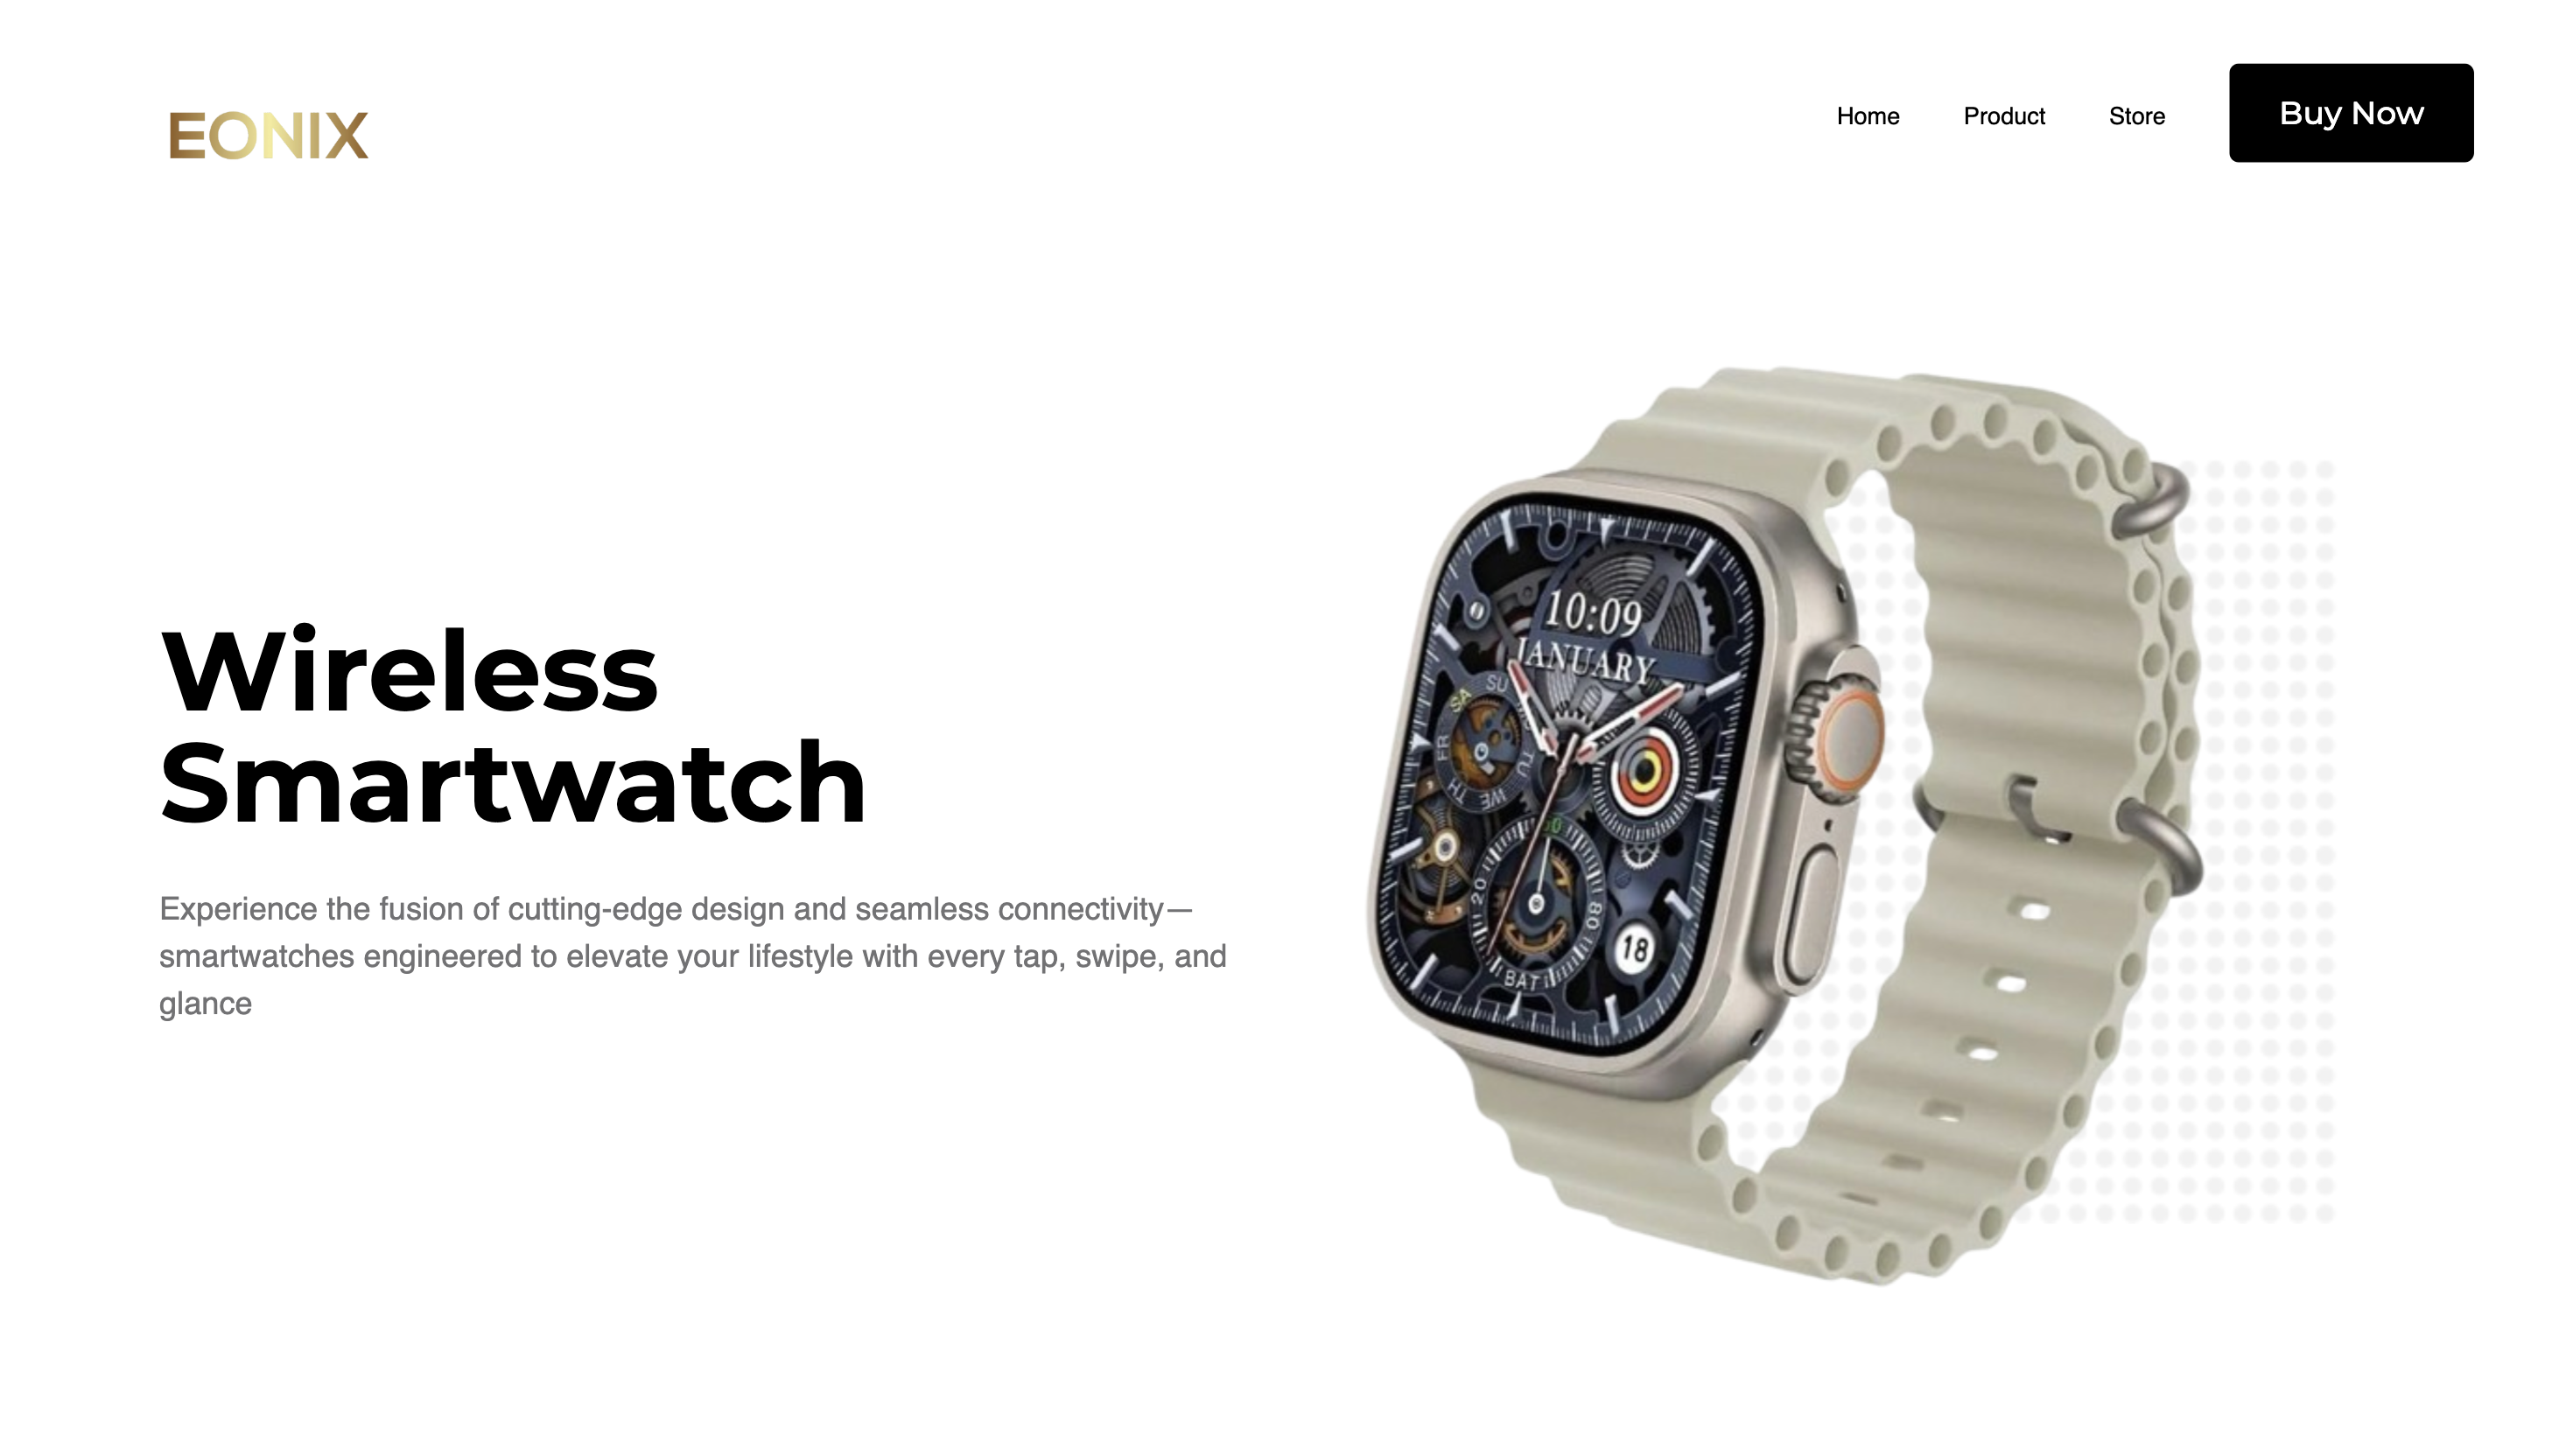 EONIX
Home
Product
Store
Buy Now
Wireless
Smartwatch
Experience the fusion of cutting-edge design and seamless connectivity—
smartwatches engineered to elevate your lifestyle with every tap, swipe, and
glance
10:09
JANUARY
SA
SU
FR
TU
TH
WE
20
80
BAT
18